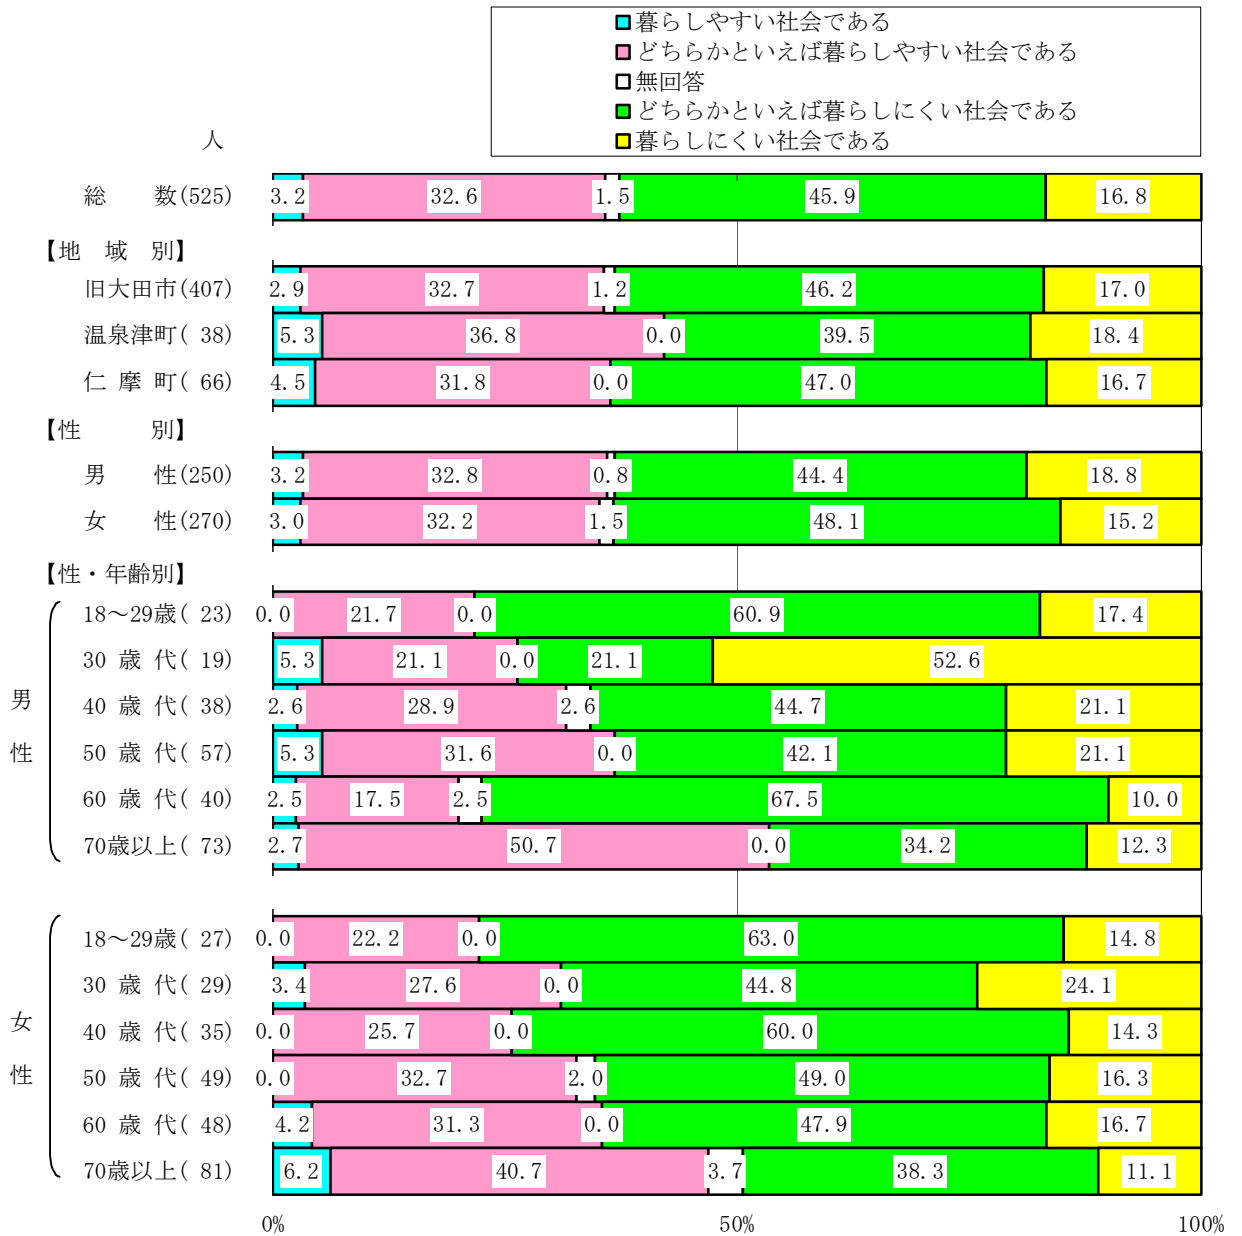 暮らしやすい社会である
どちらかといえば暮らしやすい社会である
無回答
どちらかといえば暮らしにくい社会である
暮らしにくい社会である
人
総　　数(525) 3.2 32.6 1.5 45.9 16.8
【地　域　別】
旧大田市(407) 2.9 32.7 1.2 46.2 17.0
温泉津町( 38) 5.3 36.8 0.0 39.5 18.4
仁 摩 町( 66) 4.5 31.8 0.0 47.0 16.7
【性　　　別】
男　　性(250) 3.2 32.8 0.8 44.4 18.8
女　　性(270) 3.0 32.2 1.5 48.1 15.2
【性・年齢別】
男性
18～29歳( 23) 0.0 21.7 0.0 60.9 17.4
30 歳 代( 19) 5.3 21.1 0.0 21.1 52.6
40 歳 代( 38) 2.6 28.9 2.6 44.7 21.1
50 歳 代( 57) 5.3 31.6 0.0 42.1 21.1
60 歳 代( 40) 2.5 17.5 2.5 67.5 10.0
70歳以上( 73) 2.7 50.7 0.0 34.2 12.3
女性
18～29歳( 27) 0.0 22.2 0.0 63.0 14.8
30 歳 代( 29) 3.4 27.6 0.0 44.8 24.1
40 歳 代( 35) 0.0 25.7 0.0 60.0 14.3
50 歳 代( 49) 0.0 32.7 2.0 49.0 16.3
60 歳 代( 48) 4.2 31.3 0.0 47.9 16.7
70歳以上( 81) 6.2 40.7 3.7 38.3 11.1
0% 50% 100%